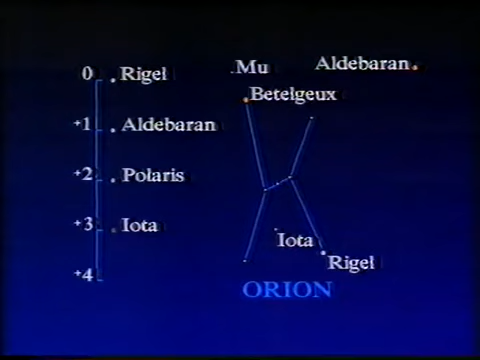 0 Rigel
+1 Aldebaran
+2 Polaris
+3 Iota
+4
Mu
Aldebaran
Betelgeux
Iota
Rigel
ORION